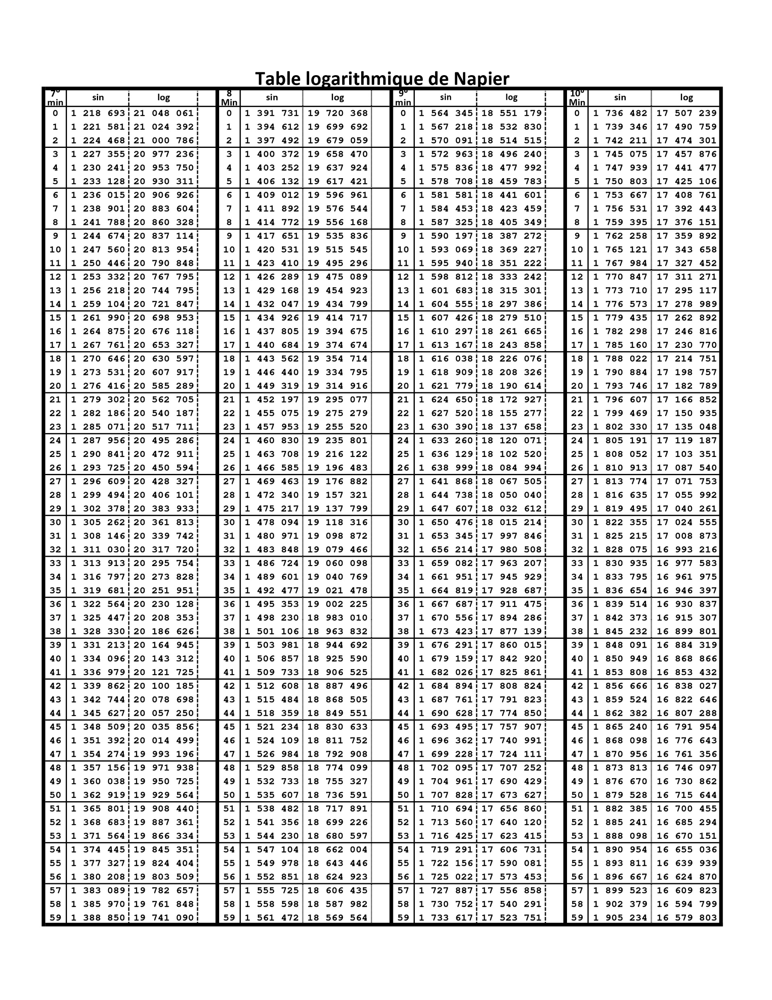 Table logarithmique de Napier
7º min sin log 8 Min sin log 9º min sin log 10º Min sin log
0 1 218 693 21 048 061 0 1 391 731 19 720 368 0 1 564 345 18 551 179 0 1 736 482 17 507 239
1 1 221 581 21 024 392 1 1 394 612 19 699 692 1 1 567 218 18 532 830 1 1 739 346 17 490 759
2 1 224 468 21 000 786 2 1 397 492 19 679 059 2 1 570 091 18 514 515 2 1 742 211 17 474 301
3 1 227 355 20 977 236 3 1 400 372 19 658 470 3 1 572 963 18 496 240 3 1 745 075 17 457 876
4 1 230 241 20 953 750 4 1 403 252 19 637 924 4 1 575 836 18 477 992 4 1 747 939 17 441 477
5 1 233 128 20 930 311 5 1 406 132 19 617 421 5 1 578 708 18 459 783 5 1 750 803 17 425 106
6 1 236 015 20 906 926 6 1 409 012 19 596 961 6 1 581 581 18 441 601 6 1 753 667 17 408 761
7 1 238 901 20 883 604 7 1 411 892 19 576 544 7 1 584 453 18 423 459 7 1 756 531 17 392 443
8 1 241 788 20 860 328 8 1 414 772 19 556 168 8 1 587 325 18 405 349 8 1 759 395 17 376 151
9 1 244 674 20 837 114 9 1 417 651 19 535 836 9 1 590 197 18 387 272 9 1 762 258 17 359 892
10 1 247 560 20 813 954 10 1 420 531 19 515 545 10 1 593 069 18 369 227 10 1 765 121 17 343 658
11 1 250 446 20 790 848 11 1 423 410 19 495 296 11 1 595 940 18 351 222 11 1 767 984 17 327 452
12 1 253 332 20 767 795 12 1 426 289 19 475 089 12 1 598 812 18 333 242 12 1 770 847 17 311 271
13 1 256 218 20 744 795 13 1 429 168 19 454 923 13 1 601 683 18 315 301 13 1 773 710 17 295 117
14 1 259 104 20 721 847 14 1 432 047 19 434 799 14 1 604 555 18 297 386 14 1 776 573 17 278 989
15 1 261 990 20 698 953 15 1 434 926 19 414 717 15 1 607 426 18 279 510 15 1 779 435 17 262 892
16 1 264 875 20 676 118 16 1 437 805 19 394 675 16 1 610 297 18 261 665 16 1 782 298 17 246 816
17 1 267 761 20 653 327 17 1 440 684 19 374 674 17 1 613 167 18 243 858 17 1 785 160 17 230 770
18 1 270 646 20 630 597 18 1 443 562 19 354 714 18 1 616 038 18 226 076 18 1 788 022 17 214 751
19 1 273 531 20 607 917 19 1 446 440 19 334 795 19 1 618 909 18 208 326 19 1 790 884 17 198 757
20 1 276 416 20 585 289 20 1 449 319 19 314 916 20 1 621 779 18 190 614 20 1 793 746 17 182 789
21 1 279 302 20 562 705 21 1 452 197 19 295 077 21 1 624 650 18 172 927 21 1 796 607 17 166 852
22 1 282 186 20 540 187 22 1 455 075 19 275 279 22 1 627 520 18 155 277 22 1 799 469 17 150 935
23 1 285 071 20 517 711 23 1 457 953 19 255 520 23 1 630 390 18 137 658 23 1 802 330 17 135 048
24 1 287 956 20 495 286 24 1 460 830 19 235 801 24 1 633 260 18 120 071 24 1 805 191 17 119 187
25 1 290 841 20 472 911 25 1 463 708 19 216 122 25 1 636 129 18 102 520 25 1 808 052 17 103 351
26 1 293 725 20 450 594 26 1 466 585 19 196 483 26 1 638 999 18 084 994 26 1 810 913 17 087 540
27 1 296 609 20 428 327 27 1 469 463 19 176 882 27 1 641 868 18 067 505 27 1 813 774 17 071 753
28 1 299 494 20 406 101 28 1 472 340 19 157 321 28 1 644 738 18 050 040 28 1 816 635 17 055 992
29 1 302 378 20 383 933 29 1 475 217 19 137 799 29 1 647 607 18 032 612 29 1 819 495 17 040 261
30 1 305 262 20 361 813 30 1 478 094 19 118 316 30 1 650 476 18 015 214 30 1 822 355 17 024 555
31 1 308 146 20 339 742 31 1 480 971 19 098 872 31 1 653 345 17 997 846 31 1 825 215 17 008 873
32 1 311 030 20 317 720 32 1 483 848 19 079 466 32 1 656 214 17 980 508 32 1 828 075 16 993 216
33 1 313 913 20 295 754 33 1 486 724 19 060 098 33 1 659 082 17 963 207 33 1 830 935 16 977 583
34 1 316 797 20 273 828 34 1 489 601 19 040 769 34 1 661 951 17 945 929 34 1 833 795 16 961 975
35 1 319 681 20 251 951 35 1 492 477 19 021 478 35 1 664 819 17 928 687 35 1 836 654 16 946 397
36 1 322 564 20 230 128 36 1 495 353 19 002 225 36 1 667 687 17 911 475 36 1 839 514 16 930 837
37 1 325 447 20 208 353 37 1 498 230 18 983 010 37 1 670 556 17 894 286 37 1 842 373 16 915 307
38 1 328 330 20 186 626 38 1 501 106 18 963 832 38 1 673 423 17 877 139 38 1 845 232 16 899 801
39 1 331 213 20 164 945 39 1 503 981 18 944 692 39 1 676 291 17 860 015 39 1 848 091 16 884 319
40 1 334 096 20 143 312 40 1 506 857 18 925 590 40 1 679 159 17 842 920 40 1 850 949 16 868 866
41 1 336 979 20 121 725 41 1 509 733 18 906 525 41 1 682 026 17 825 861 41 1 853 808 16 853 432
42 1 339 862 20 100 185 42 1 512 608 18 887 496 42 1 684 894 17 808 824 42 1 856 666 16 838 027
43 1 342 744 20 078 698 43 1 515 484 18 868 505 43 1 687 761 17 791 823 43 1 859 524 16 822 646
44 1 345 627 20 057 250 44 1 518 359 18 849 551 44 1 690 628 17 774 850 44 1 862 382 16 807 288
45 1 348 509 20 035 856 45 1 521 234 18 830 633 45 1 693 495 17 757 907 45 1 865 240 16 791 954
46 1 351 392 20 014 499 46 1 524 109 18 811 752 46 1 696 362 17 740 991 46 1 868 098 16 776 643
47 1 354 274 19 993 196 47 1 526 984 18 792 908 47 1 699 228 17 724 111 47 1 870 956 16 761 356
48 1 357 156 19 971 938 48 1 529 858 18 774 099 48 1 702 095 17 707 252 48 1 873 813 16 746 097
49 1 360 038 19 950 725 49 1 532 733 18 755 327 49 1 704 961 17 690 429 49 1 876 670 16 730 862
50 1 362 919 19 929 564 50 1 535 607 18 736 591 50 1 707 828 17 673 627 50 1 879 528 16 715 644
51 1 365 801 19 908 440 51 1 538 482 18 717 891 51 1 710 694 17 656 860 51 1 882 385 16 700 455
52 1 368 683 19 887 361 52 1 541 356 18 699 226 52 1 713 560 17 640 120 52 1 885 241 16 685 294
53 1 371 564 19 866 334 53 1 544 230 18 680 597 53 1 716 425 17 623 415 53 1 888 098 16 670 151
54 1 374 445 19 845 351 54 1 547 104 18 662 004 54 1 719 291 17 606 731 54 1 890 954 16 655 036
55 1 377 327 19 824 404 55 1 549 978 18 643 446 55 1 722 156 17 590 081 55 1 893 811 16 639 939
56 1 380 208 19 803 509 56 1 552 851 18 624 923 56 1 725 022 17 573 453 56 1 896 667 16 624 870
57 1 383 089 19 782 657 57 1 555 725 18 606 435 57 1 727 887 17 556 858 57 1 899 523 16 609 823
58 1 385 970 19 761 848 58 1 558 598 18 587 982 58 1 730 752 17 540 291 58 1 902 379 16 594 799
59 1 388 850 19 741 090 59 1 561 472 18 569 564 59 1 733 617 17 523 751 59 1 905 234 16 579 803